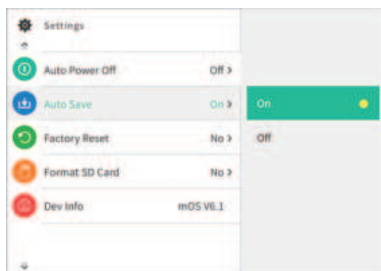 Settings
Auto Power Off Off >
Auto Save On > On
Factory Reset No > Off
Format SD Card No >
Dev Info mOS V6.1